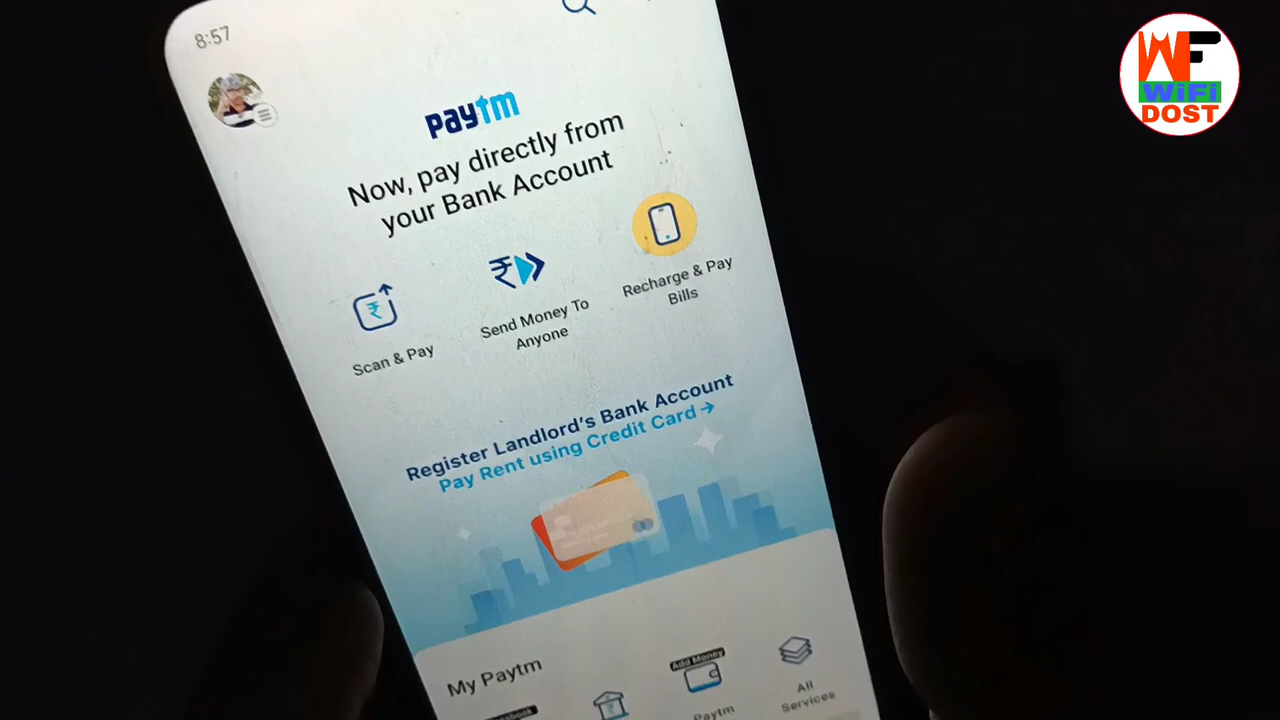 8:57
paytm
Now, pay directly from
your Bank Account
Scan & Pay
Send Money To
Anyone
Recharge & Pay
Bills
Register Landlord's Bank Account
Pay Rent using Credit Card →
My Paytm
Add Money
Paytm
All
Services
WF
WiFi
DOST